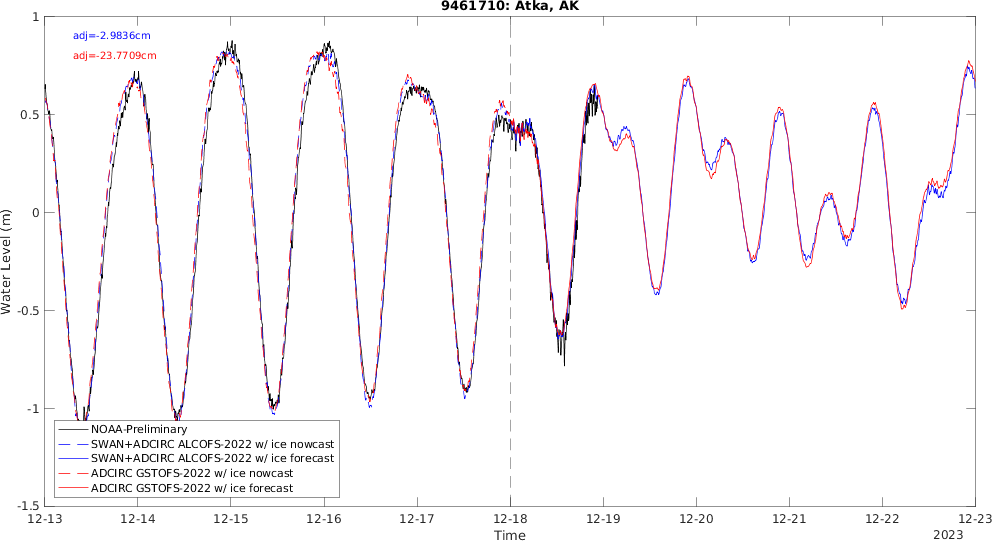 9461710: Atka, AK
adj=-2.9836cm
adj=-23.7709cm
1
0.5
0
-0.5
-1
-1.5
Water Level (m)
NOAA-Preliminary
SWAN+ADCIRC ALCOFS-2022 w/ ice nowcast
SWAN+ADCIRC ALCOFS-2022 w/ ice forecast
ADCIRC GSTOFS-2022 w/ ice nowcast
ADCIRC GSTOFS-2022 w/ ice forecast
12-13 12-14 12-15 12-16 12-17 12-18 12-19 12-20 12-21 12-22 12-23
Time
2023